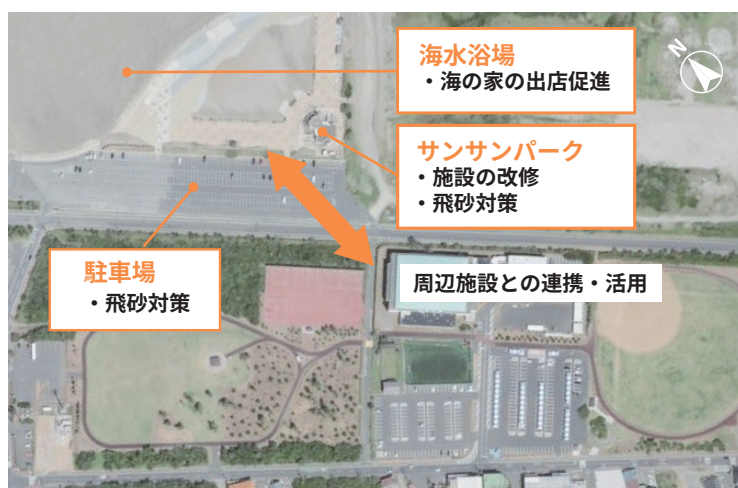 海水浴場
・海の家の出店促進
サンサンパーク
・施設の改修
・飛砂対策
駐車場
・飛砂対策
周辺施設との連携・活用
N